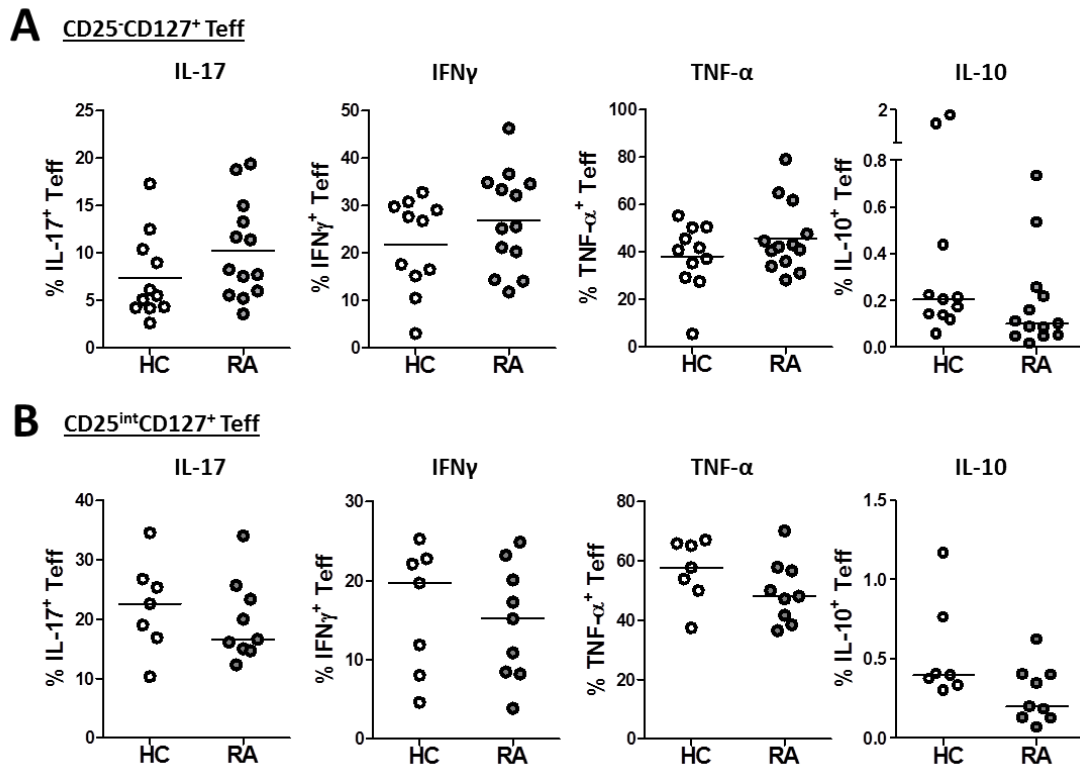 A CD25⁻CD127⁺ Teff
IL-17
% IL-17⁺ Teff
25
20
15
10
5
0
HC RA
IFNγ
% IFNγ⁺ Teff
50
40
30
20
10
0
HC RA
TNF-α
% TNF-α⁺ Teff
100
80
60
40
20
0
HC RA
IL-10
% IL-10⁺ Teff
2
0.8
0.6
0.4
0.2
0.0
HC RA
B CD25ⁱⁿᵗCD127⁺ Teff
IL-17
% IL-17⁺ Teff
40
30
20
10
0
HC RA
IFNγ
% IFNγ⁺ Teff
30
20
10
0
HC RA
TNF-α
% TNF-α⁺ Teff
80
60
40
20
0
HC RA
IL-10
% IL-10⁺ Teff
1.5
1.0
0.5
0.0
HC RA